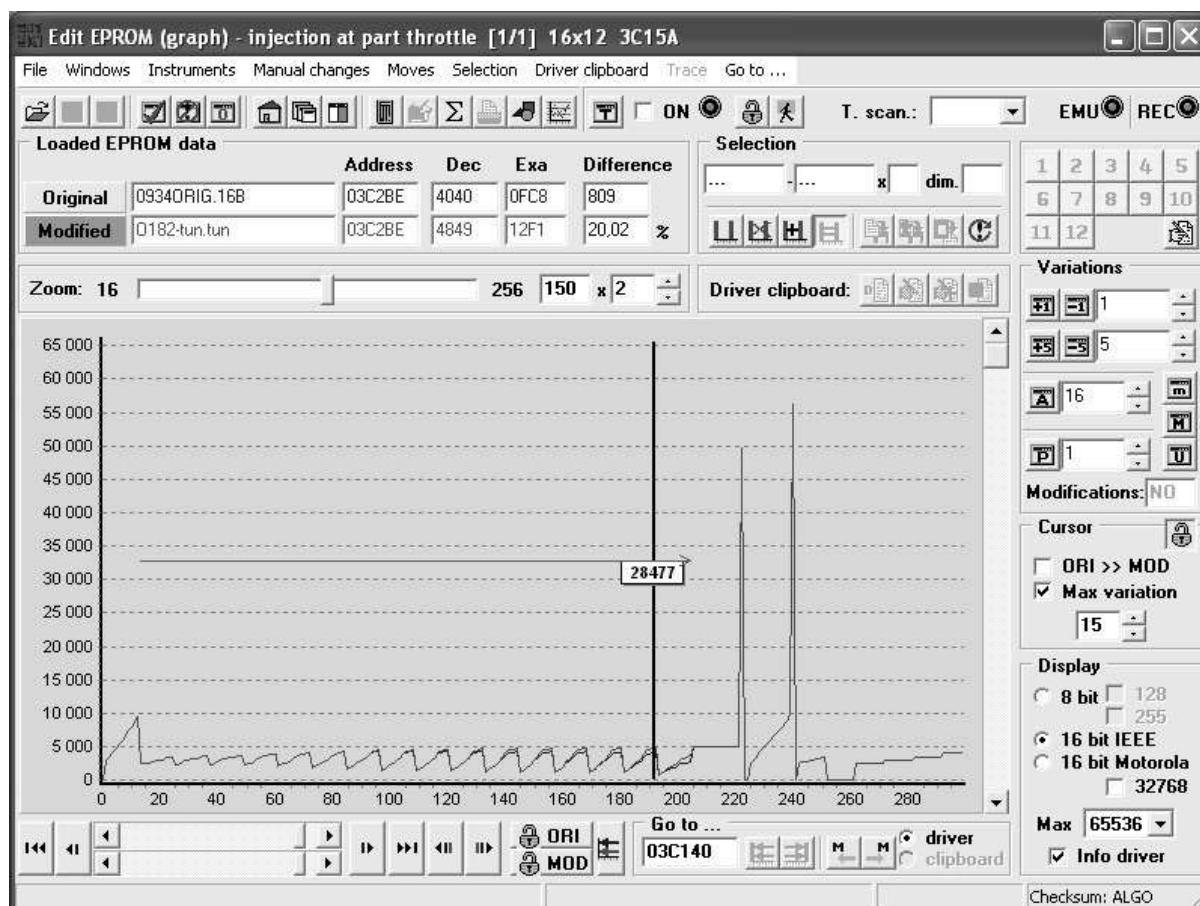 Edit EPROM (graph) - injection at part throttle [1/1] 16x12 3C15A
File Windows Instruments Manual changes Moves Selection Driver clipboard Trace Go to ...
ON T. scan.: EMU REC
Loaded EPROM data
Address Dec Exa Difference
Original 0934ORIG.16B 03C2BE 4040 0FC8 809
Modified O182-tun.tun 03C2BE 4849 12F1 20,02 %
Selection
... -... x dim.
1 2 3 4 5
6 7 8 9 10
11 12
Zoom: 16 256 150 x 2
Driver clipboard:
Variations
+1 -1 1
+5 -5 5
A 16 m
M
P 1 U
Modifications: NO
Cursor
ORI >> MOD
Max variation
15
Display
8 bit 128
255
16 bit IEEE
16 bit Motorola
32768
Max 65536
Info driver
65 000
60 000
55 000
50 000
45 000
40 000
35 000
30 000
25 000
20 000
15 000
10 000
5 000
0
28477
0 20 40 60 80 100 120 140 160 180 200 220 240 260 280
ORI
MOD
Go to ...
03C140 M M driver
clipboard
Checksum: ALGO